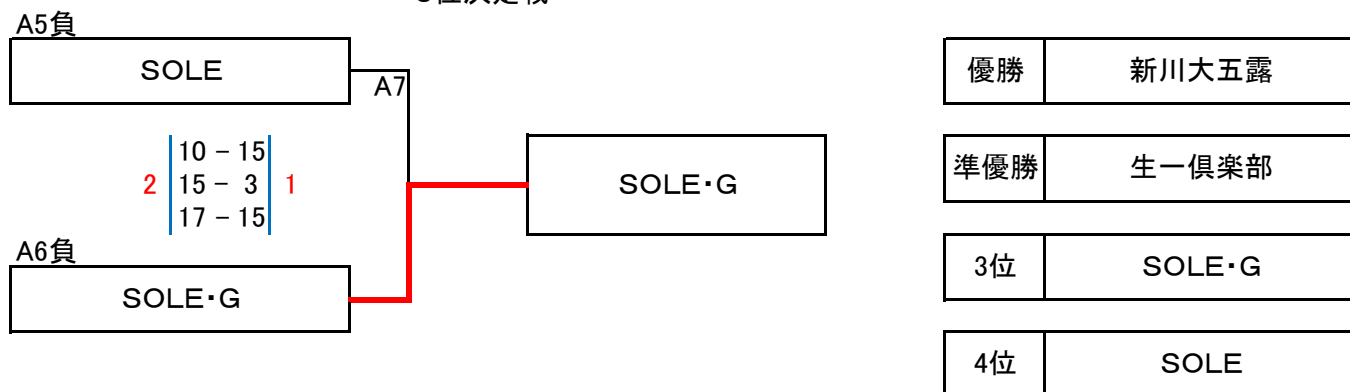 A5負
SOLE
A7
10 − 15
2 15 − 3 1
17 − 15
SOLE・G
A6負
SOLE・G
優勝 新川大五露
準優勝 生一倶楽部
3位 SOLE・G
4位 SOLE